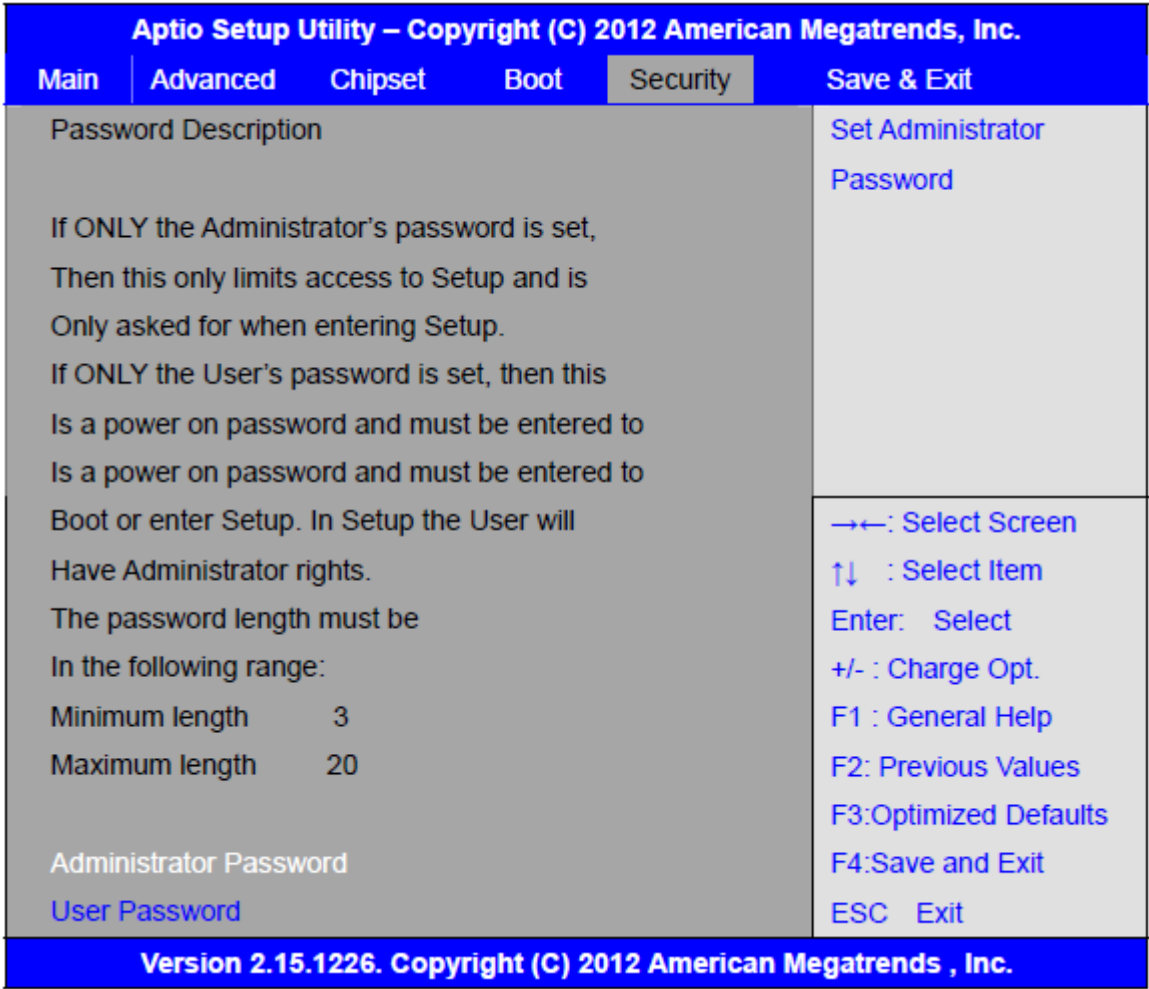 Aptio Setup Utility – Copyright (C) 2012 American Megatrends, Inc.
Main Advanced Chipset Boot Security Save & Exit
Password Description
If ONLY the Administrator’s password is set,
Then this only limits access to Setup and is
Only asked for when entering Setup.
If ONLY the User’s password is set, then this
Is a power on password and must be entered to
Is a power on password and must be entered to
Boot or enter Setup. In Setup the User will
Have Administrator rights.
The password length must be
In the following range:
Minimum length 3
Maximum length 20
Administrator Password
User Password
Set Administrator
Password
→←: Select Screen
↑↓ : Select Item
Enter: Select
+/- : Charge Opt.
F1 : General Help
F2: Previous Values
F3:Optimized Defaults
F4:Save and Exit
ESC Exit
Version 2.15.1226. Copyright (C) 2012 American Megatrends , Inc.